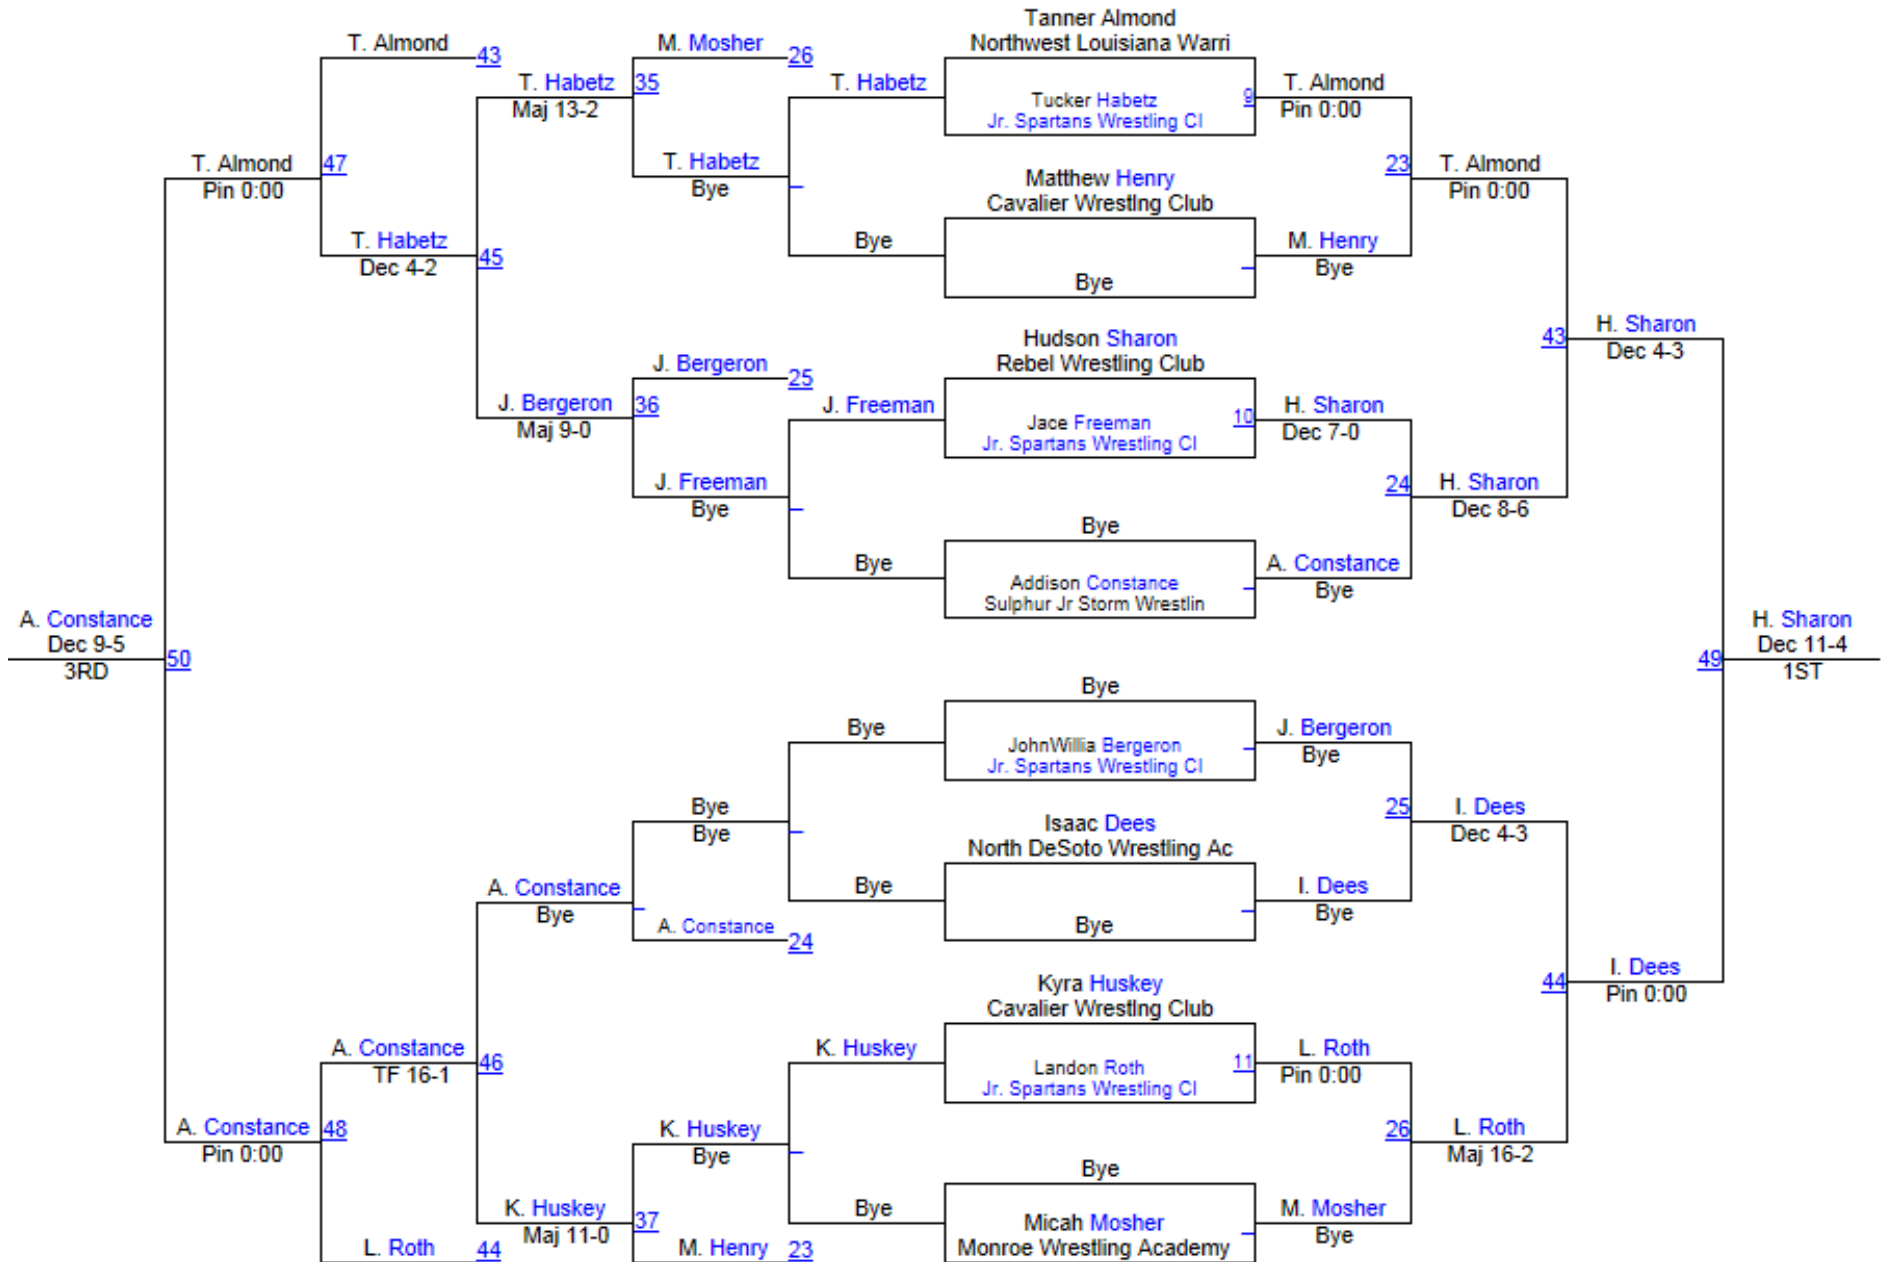 Tanner Almond
T. Almond
43
M. Mosher
26
Northwest Louisiana Warri
T. Habetz
35
Maj 13-2
T. Habetz
Tucker Habetz
Jr. Spartans Wrestling Cl
9
T. Almond
Pin 0:00
T. Almond
Pin 0:00
47
T. Habetz
Bye
Matthew Henry
Cavalier Wrestlng Club
23
T. Almond
Pin 0:00
T. Habetz
Dec 4-2
45
Bye
Bye
M. Henry
Bye
Hudson Sharon
Rebel Wrestling Club
43
H. Sharon
Dec 4-3
J. Bergeron
25
J. Bergeron
Maj 9-0
36
J. Freeman
Jace Freeman
Jr. Spartans Wrestling Cl
10
H. Sharon
Dec 7-0
J. Freeman
Bye
24
H. Sharon
Dec 8-6
Bye
Bye
Addison Constance
Sulphur Jr Storm Wrestlin
A. Constance
Bye
A. Constance
Dec 9-5
3RD
50
49
H. Sharon
Dec 11-4
1ST
Bye
Bye
JohnWillia Bergeron
Jr. Spartans Wrestling Cl
J. Bergeron
Bye
Bye
Bye
Isaac Dees
North DeSoto Wrestling Ac
25
I. Dees
Dec 4-3
A. Constance
Bye
Bye
Bye
I. Dees
Bye
A. Constance
24
Kyra Huskey
Cavalier Wrestlng Club
44
I. Dees
Pin 0:00
A. Constance
TF 16-1
46
K. Huskey
Landon Roth
Jr. Spartans Wrestling Cl
11
L. Roth
Pin 0:00
A. Constance
Pin 0:00
48
K. Huskey
Bye
26
L. Roth
Maj 16-2
Bye
K. Huskey
Maj 11-0
37
Bye
Micah Mosher
Monroe Wrestling Academy
M. Mosher
Bye
L. Roth
44
M. Henry
23